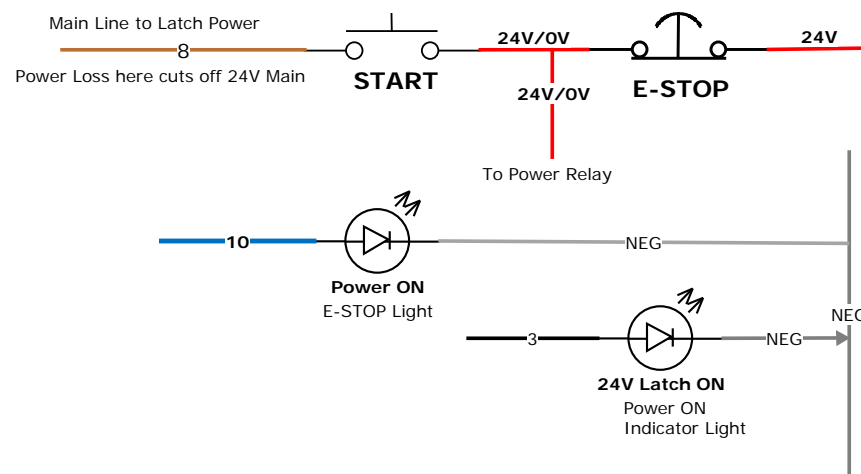 Main Line to Latch Power
8
Power Loss here cuts off 24V Main
START
24V/0V
24V/0V
To Power Relay
E-STOP
24V
10
NEG
Power ON
E-STOP Light
NEG
3
NEG
24V Latch ON
Power ON
Indicator Light